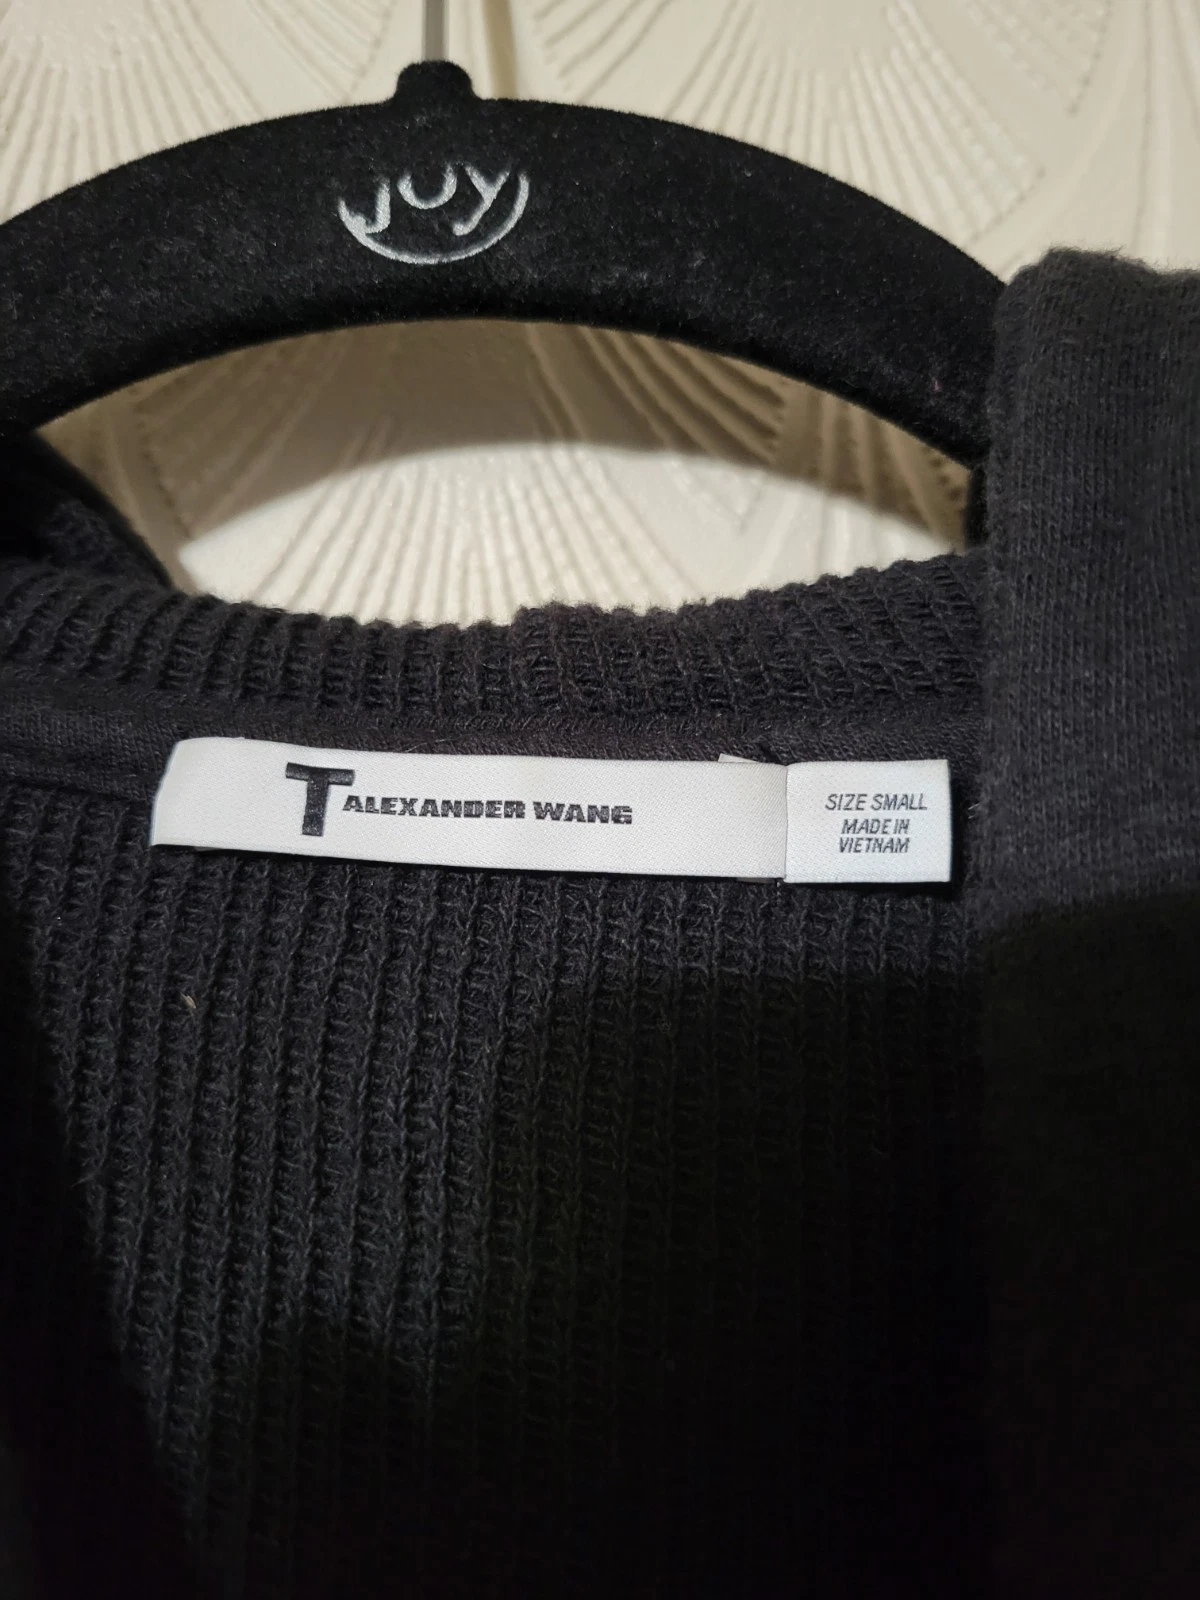 Joy
T ALEXANDER WANG
SIZE SMALL
MADE IN
VIETNAM